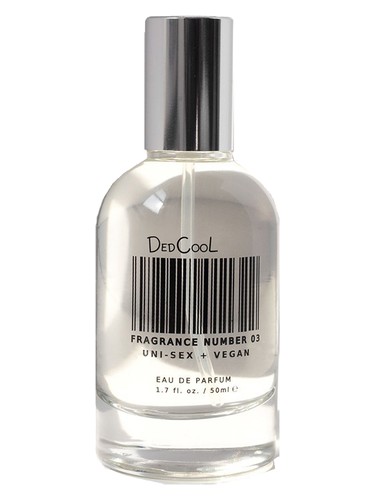 DEDCOOL
FRAGRANCE NUMBER 03
UNI-SEX + VEGAN
EAU DE PARFUM
1.7 fl. oz. / 50ml ℮